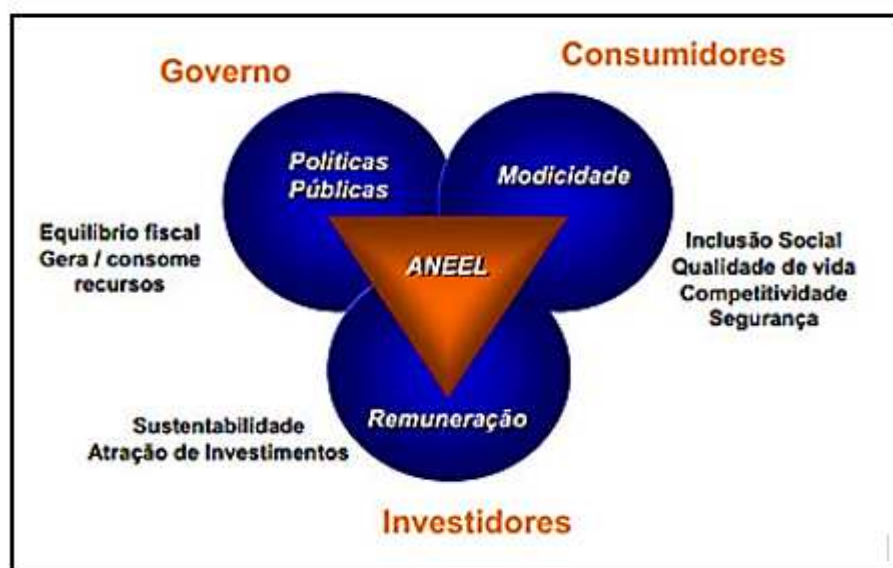 Governo
Consumidores
Políticas
Públicas
Modicidade
Equilíbrio fiscal
Gera / consome
recursos
ANEEL
Inclusão Social
Qualidade de vida
Competitividade
Segurança
Sustentabilidade
Atração de Investimentos
Remuneração
Investidores